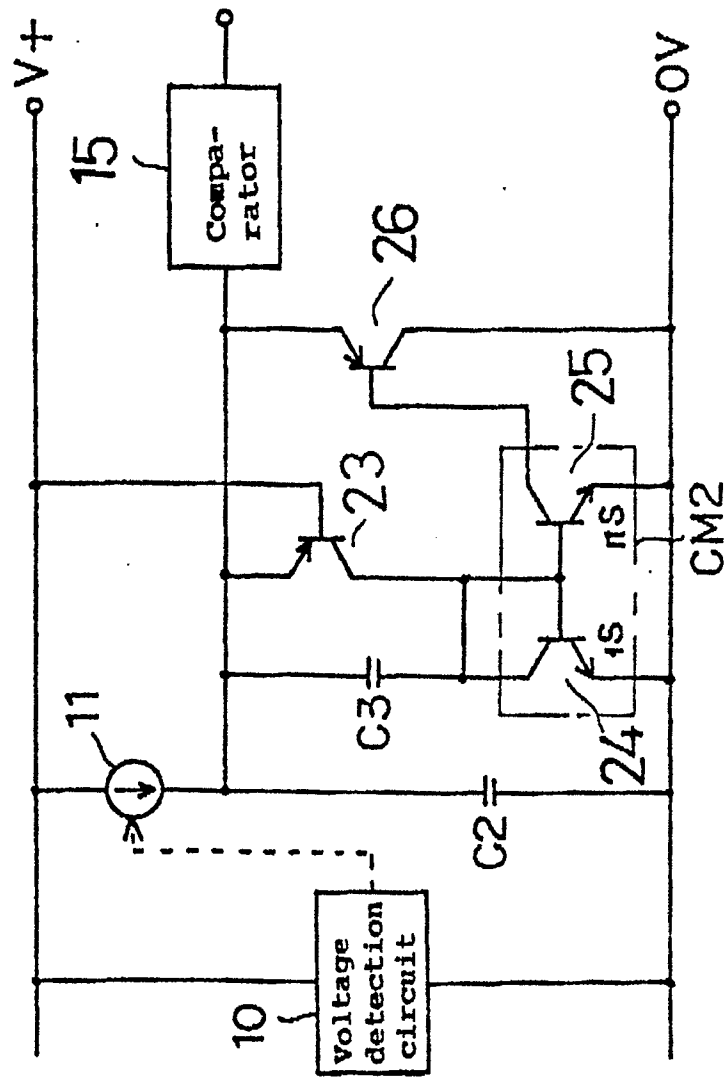 V+
15
Compa-
rator
26
11
23
C3
25
1S
nS
24
C2
CM2
10
Voltage
detection
circuit
0V